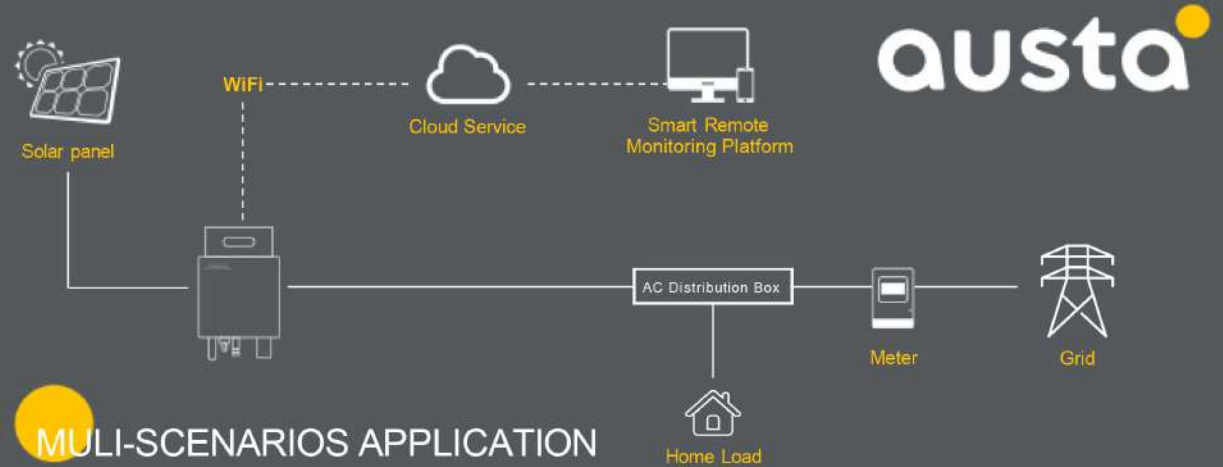 austa
WiFi
Cloud Service
Smart Remote
Monitoring Platform
Solar panel
AC Distribution Box
Meter
Grid
Home Load
MULI-SCENARIOS APPLICATION